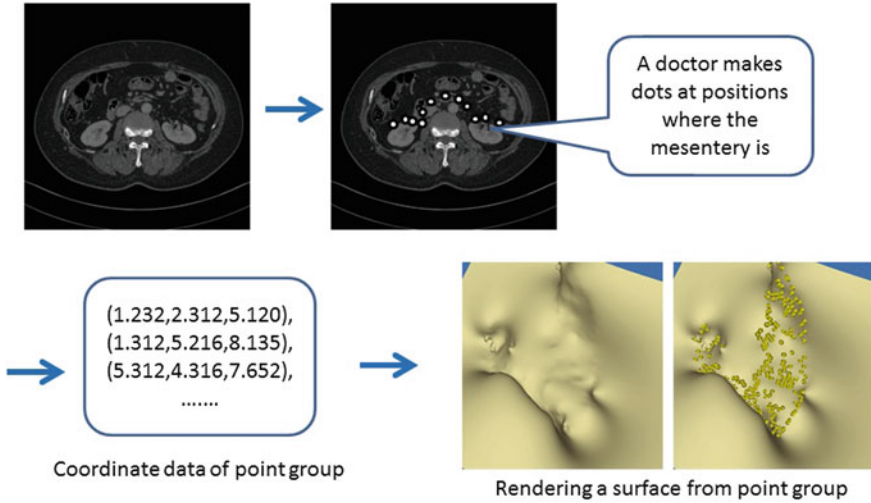 A doctor makes
dots at positions
where the
mesentery is
(1.232,2.312,5.120),
(1.312,5.216,8.135),
(5.312,4.316,7.652),
.......
Coordinate data of point group
Rendering a surface from point group